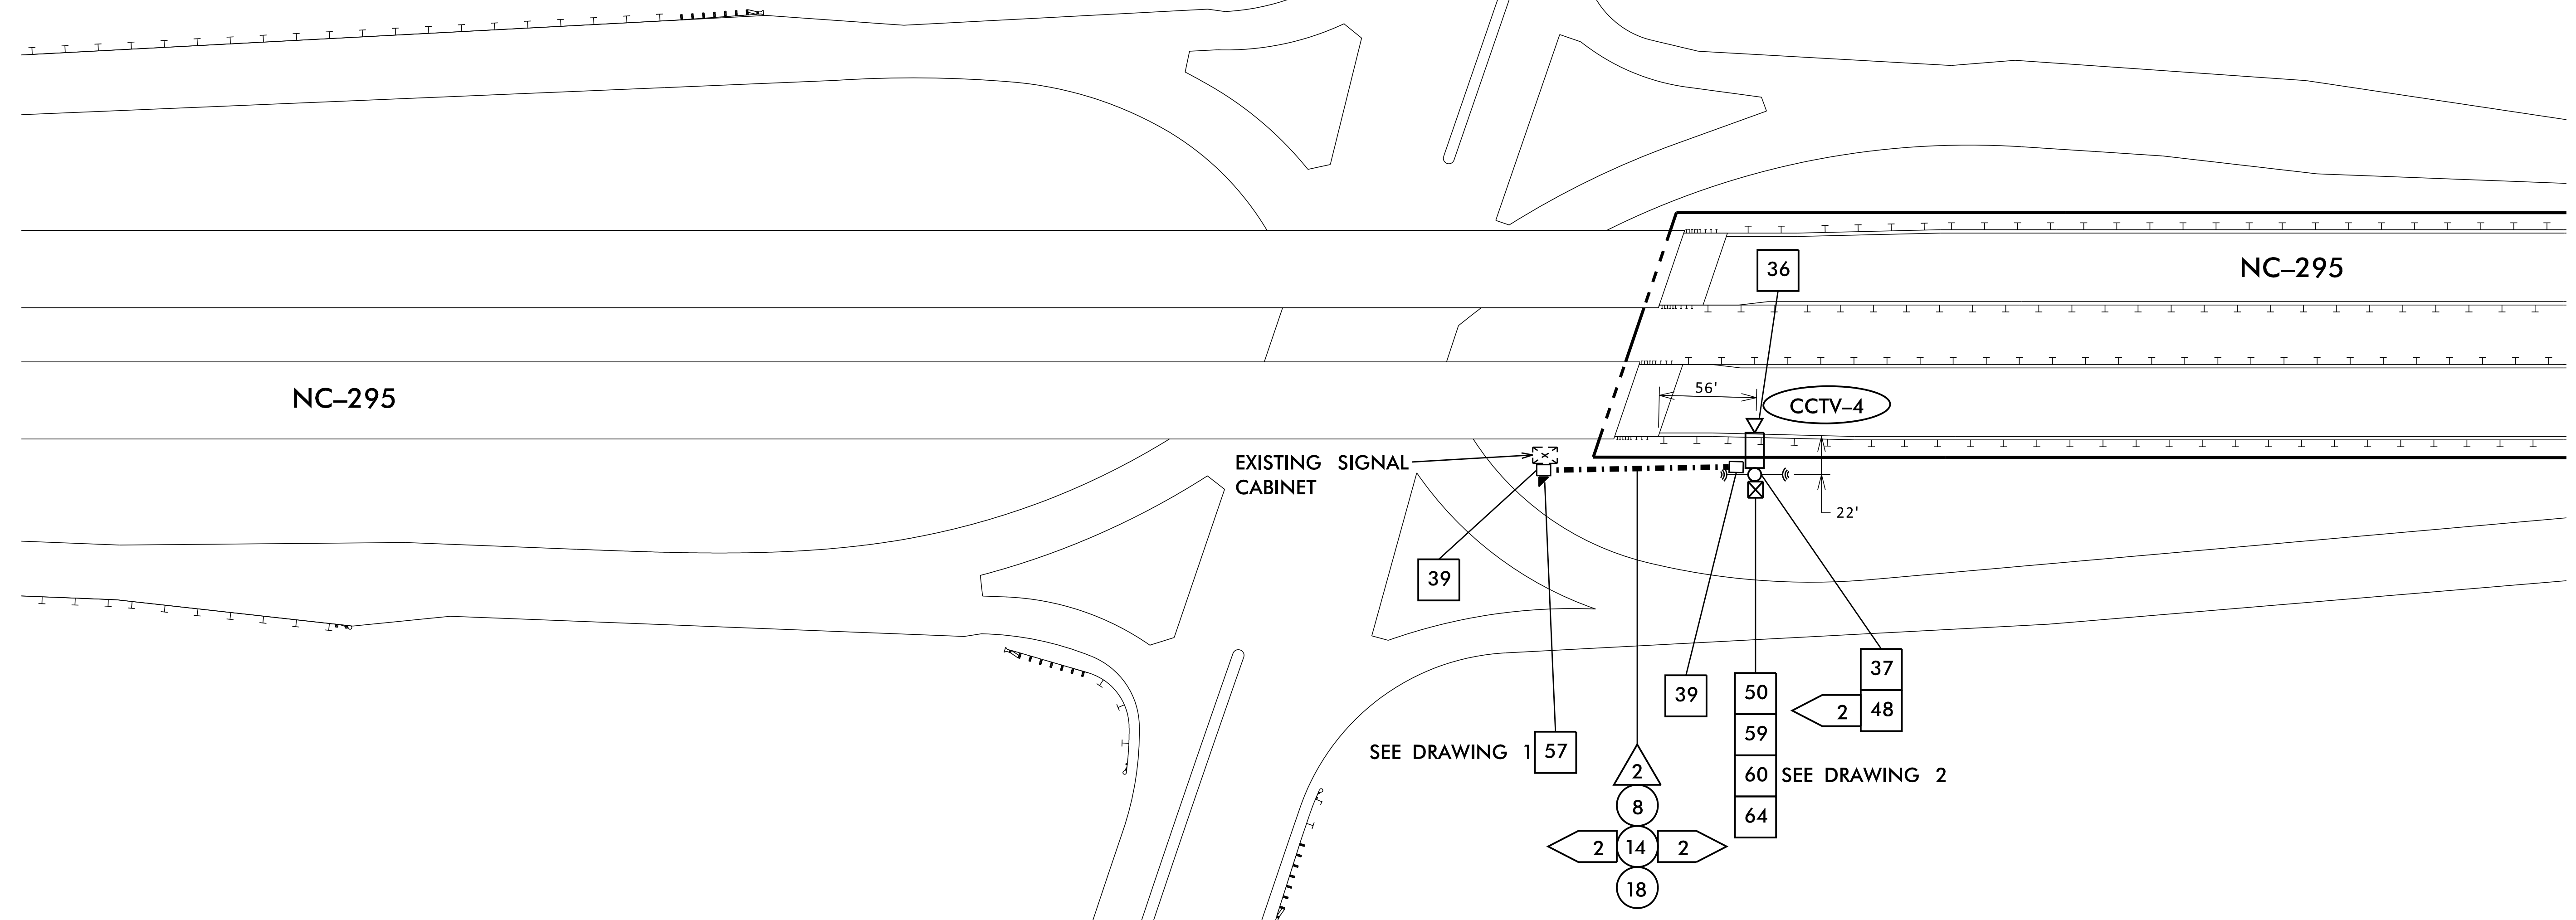 36
NC–295
56'
CCTV–4
NC–295
EXISTING SIGNAL
CABINET
22'
39
39
37
2 48
50
59
60 SEE DRAWING 2
64
SEE DRAWING 1 57
2
8
2 14 2
18